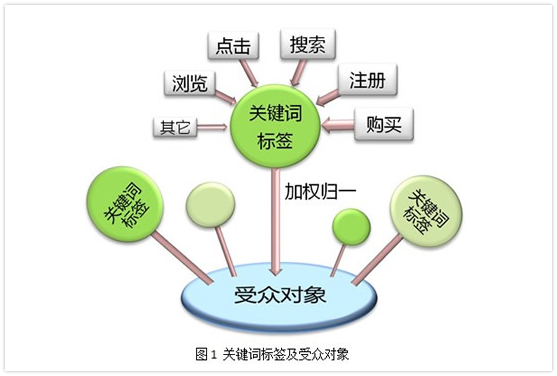 点击
搜索
浏览
注册
其它
购买
关键词
标签
加权归一
关键词
标签
关键词
标签
受众对象
图1 关键词标签及受众对象